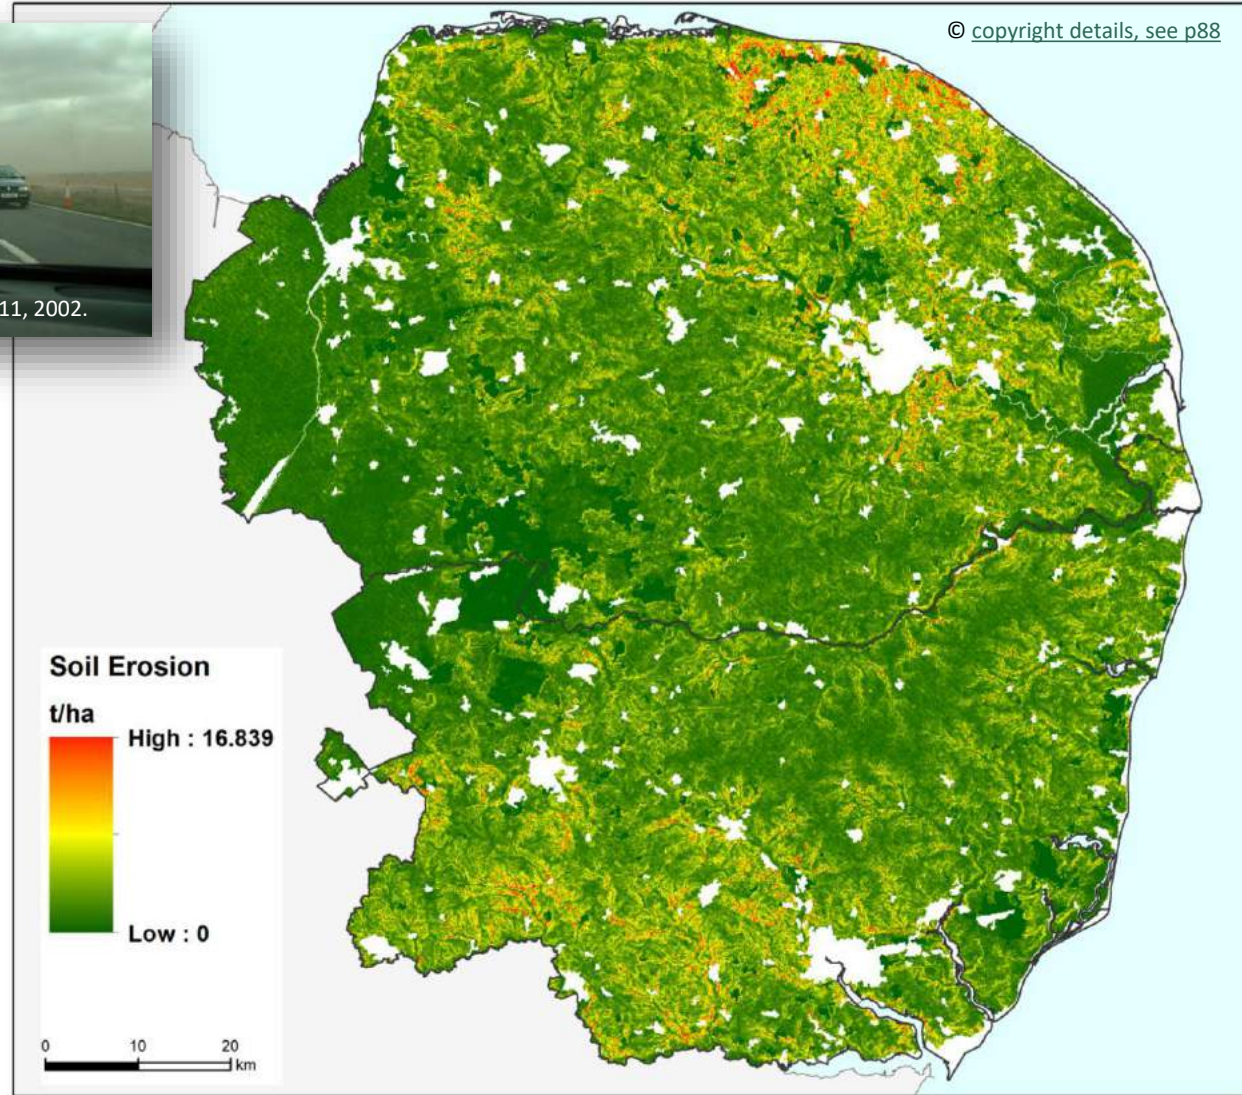 © copyright details, see p88
11, 2002.
Soil Erosion
t/ha
High : 16.839
Low : 0
0 10 20
km